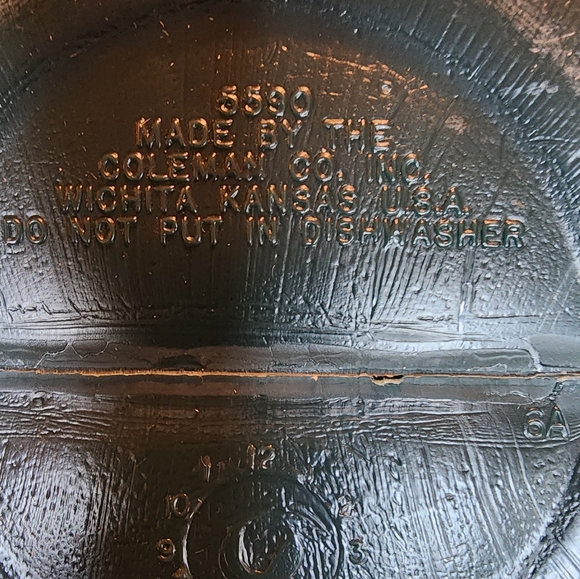 5590
MADE BY THE
COLEMAN CO. INC.
WICHITA KANSAS U.S.A.
DO NOT PUT IN DISHWASHER
6A
12
10 2
9 3